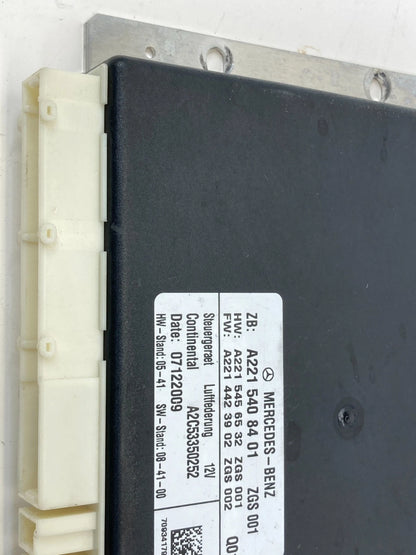 MERCEDES-BENZ
ZB: A221 540 84 01 ZGS 001
HW: A221 545 65 32 ZGS 001
FW: A221 442 39 02 ZGS 002
Steuergeraet Luftfederung 12V
Continental A2C53350252
Date: 07122009
HW-Stand: 05-41 SW-Stand: 08-41-00